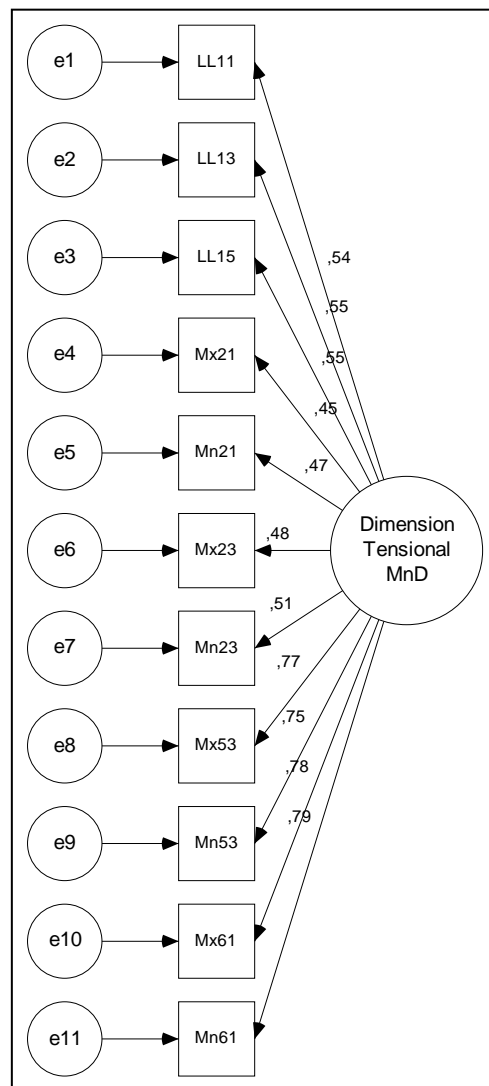 e1
LL11
e2
LL13
e3
LL15
,54
e4
Mx21
,55
,55
,45
e5
Mn21
,47
Dimension
Tensional
MnD
e6
Mx23
,48
e7
Mn23
,51
,77
e8
Mx53
,75
,78
e9
Mn53
,79
e10
Mx61
e11
Mn61